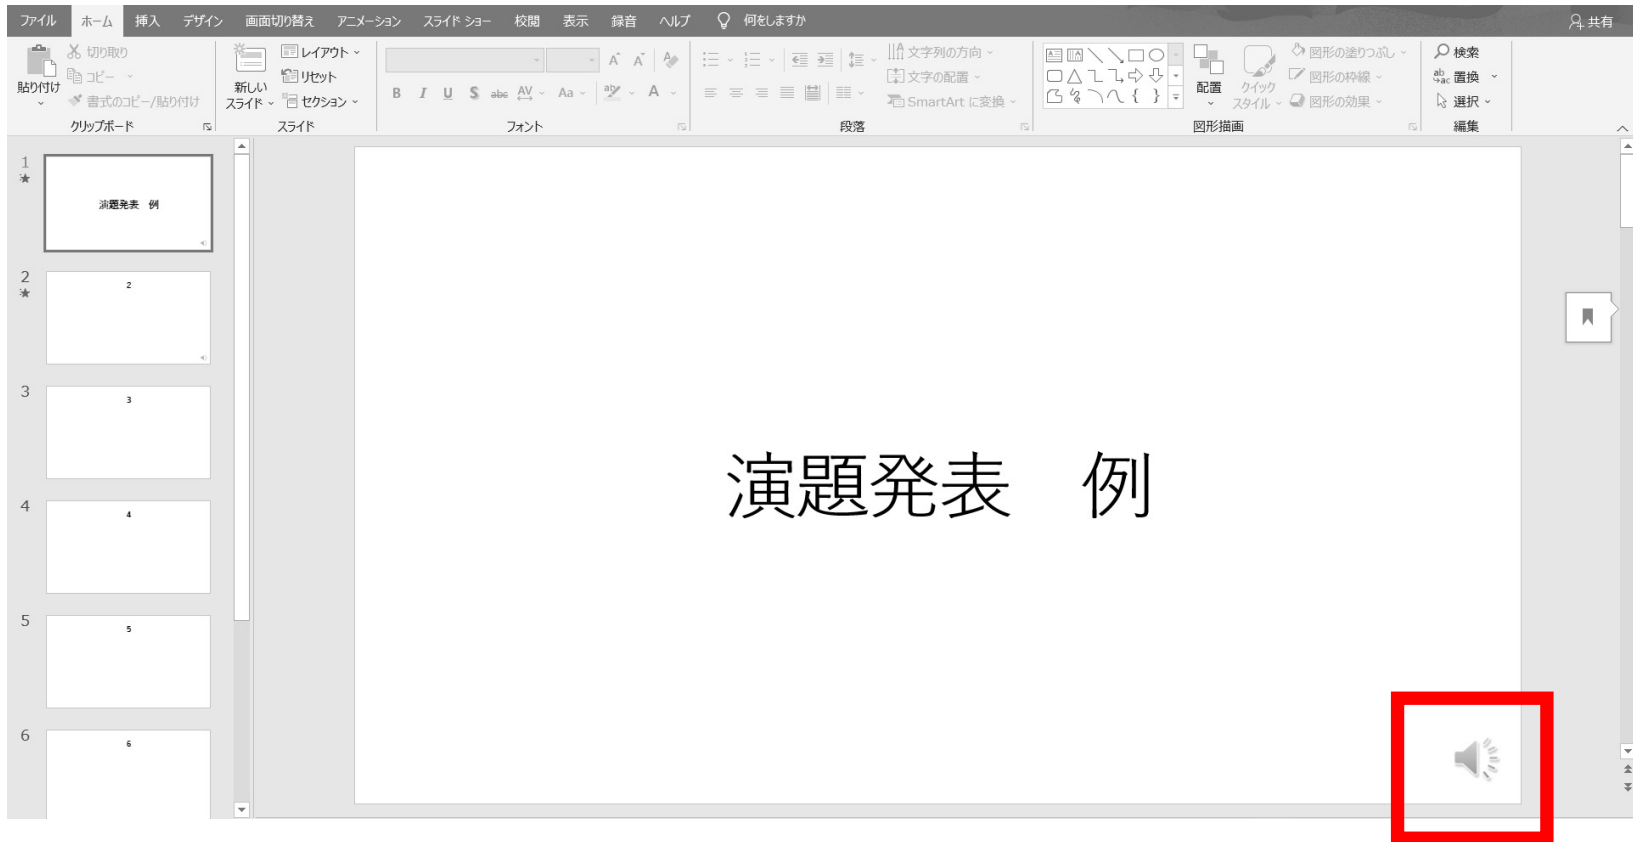 ファイル ホーム 挿入 デザイン 画面切り替え アニメーション スライド ショー 校閲 表示 録音 ヘルプ 何をしますか 共有
貼り付け
切り取り
コピー
書式のコピー/貼り付け
クリップボード
新しい
スライド
レイアウト
リセット
セクション
スライド
B I U S abc AV Aa A
フォント
文字列の方向
文字の配置
SmartArt に変換
段落
配置
クイック
スタイル
図形の塗りつぶし
図形の枠線
図形の効果
図形描画
検索
置換
選択
編集
1
演題発表 例
2
2
3
3
4
4
5
5
6
6
演題発表 例